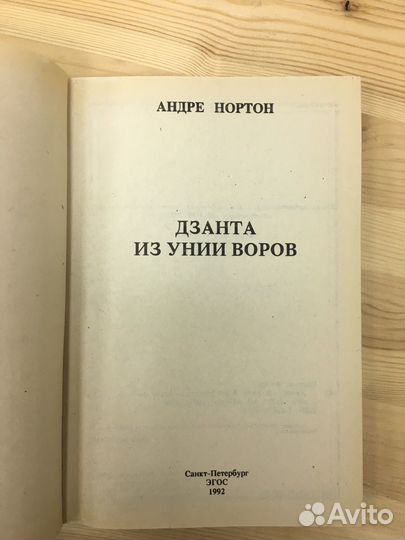 АНДРЕ НОРТОН
ДЗАНТА
ИЗ УНИИ ВОРОВ
Санкт-Петербург
ЭГОС
1992
Avito